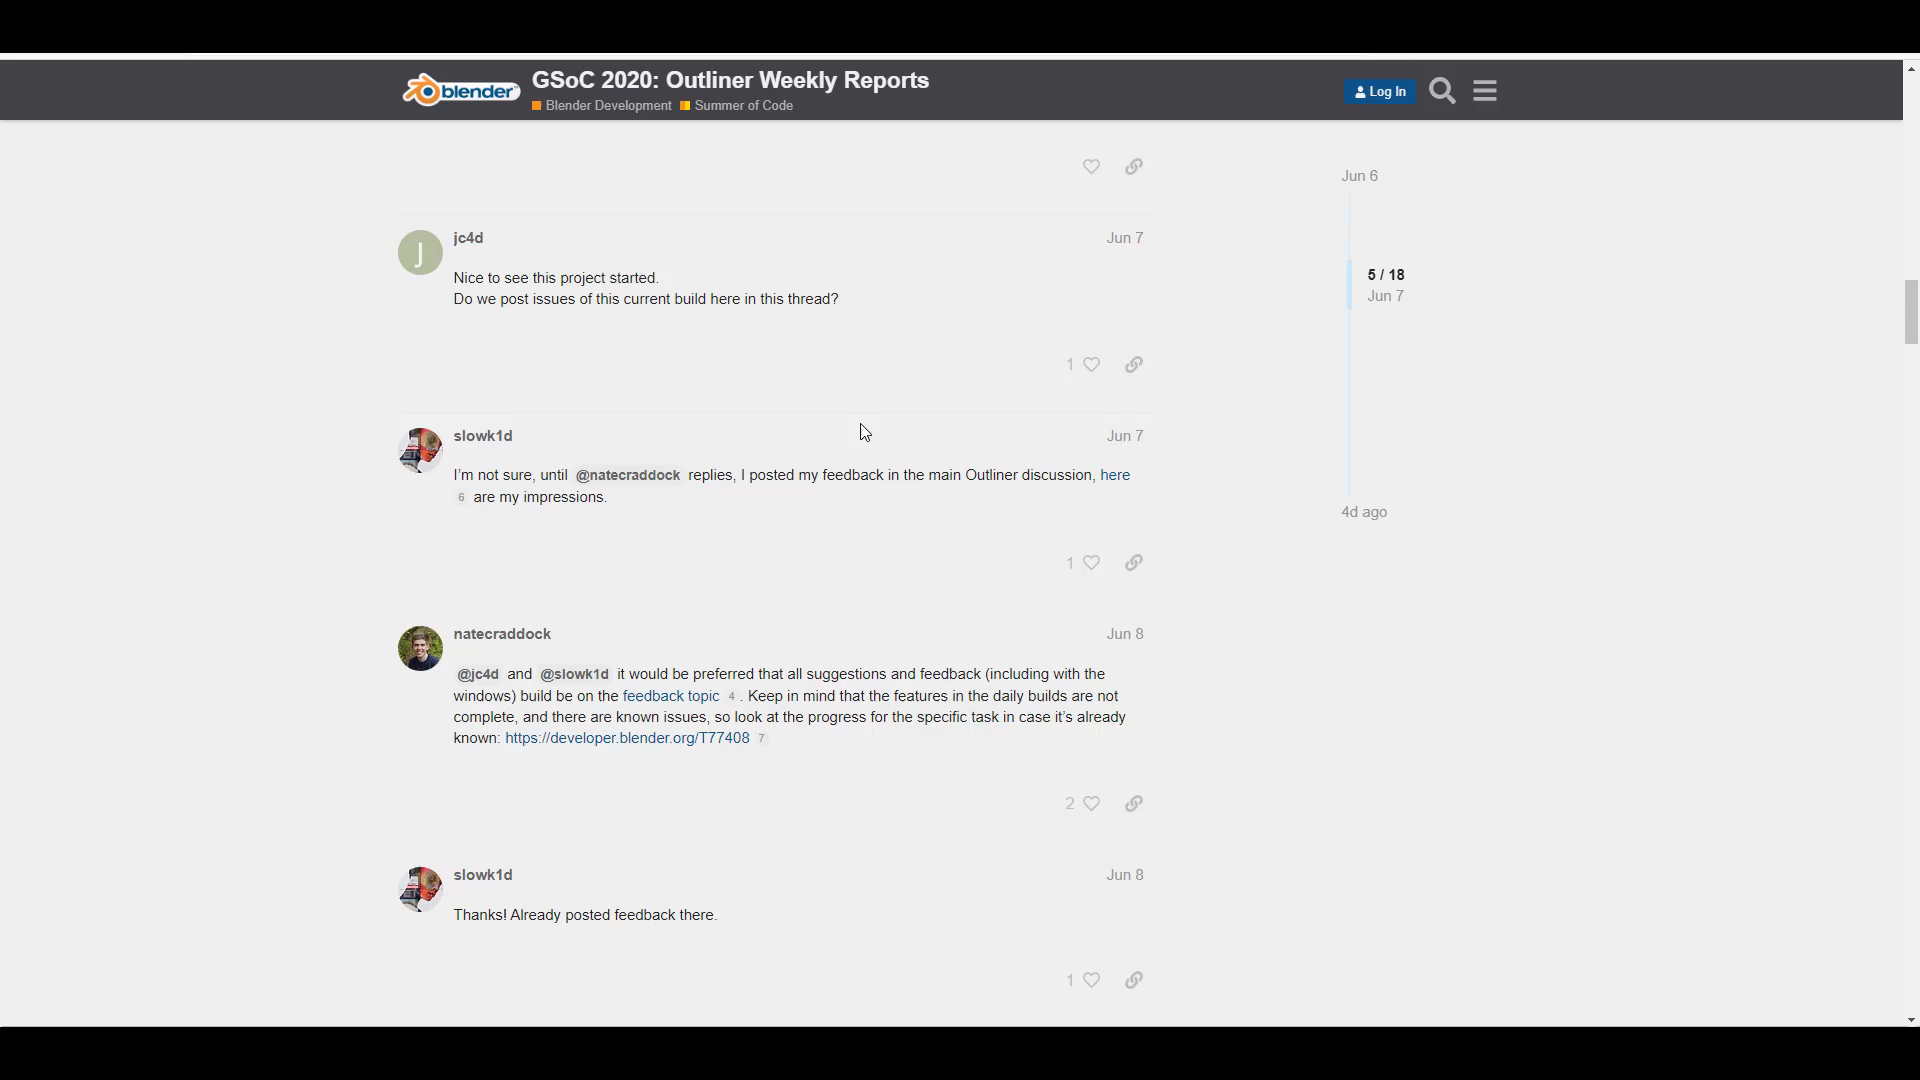 blender
GSoC 2020: Outliner Weekly Reports
Blender Development Summer of Code
Log In
Jun 6
jc4d Jun 7
Nice to see this project started.
Do we post issues of this current build here in this thread?
5 / 18
Jun 7
1
slowk1d Jun 7
I'm not sure, until @natecraddock replies, I posted my feedback in the main Outliner discussion, here
6 are my impressions.
4d ago
1
natecraddock Jun 8
@jc4d and @slowk1d it would be preferred that all suggestions and feedback (including with the
windows) build be on the feedback topic 4 . Keep in mind that the features in the daily builds are not
complete, and there are known issues, so look at the progress for the specific task in case it's already
known: https://developer.blender.org/T77408 7
2
slowk1d Jun 8
Thanks! Already posted feedback there.
1